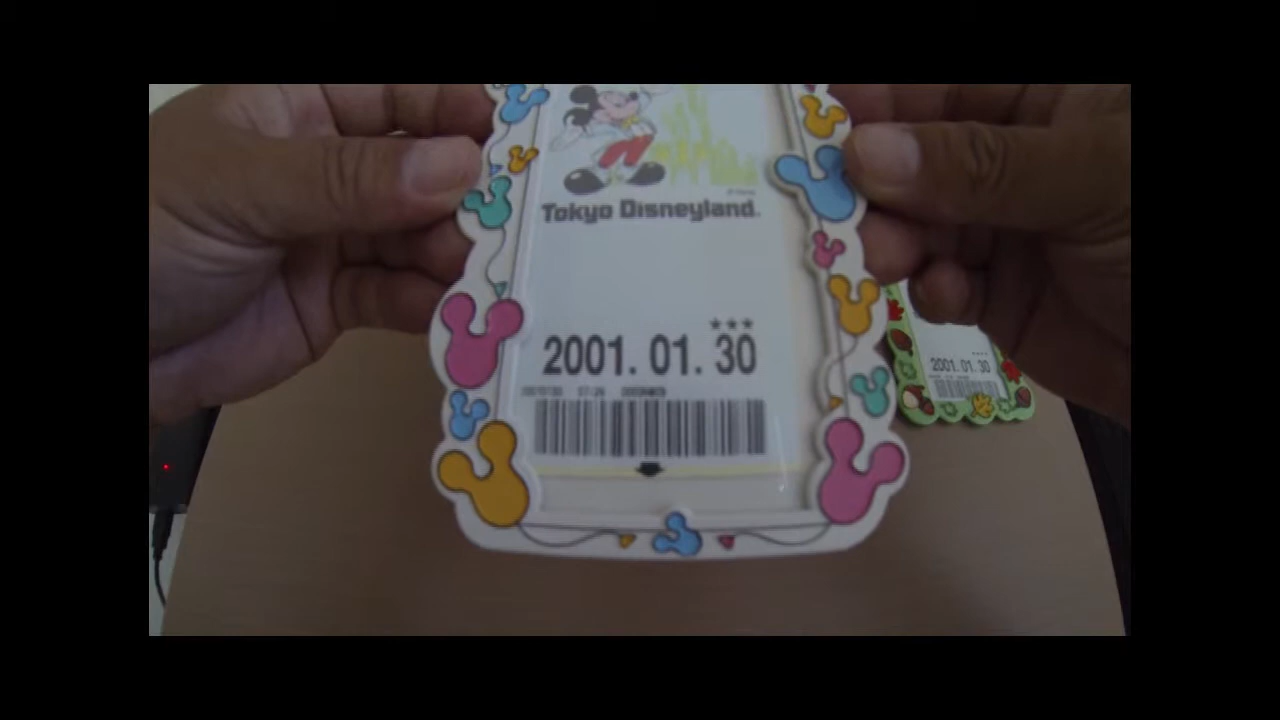 Tokyo Disneyland.
★★★
2001. 01. 30
2001. 01. 30